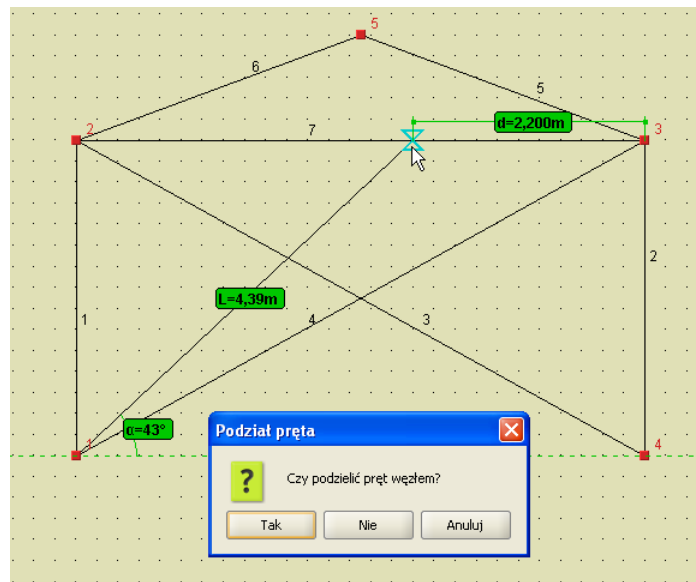 5
6
5
d=2,200m
2
7
3
2
L=4,39m
1
4
3
α=43°
1
4
Podział pręta
Czy podzielić pręt węzłem?
Tak
Nie
Anuluj